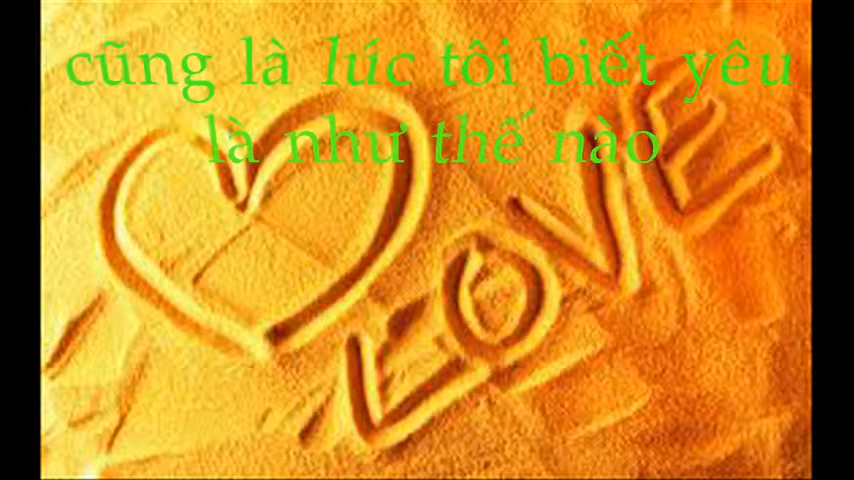 cũng là lúc tôi biết yêu
là như thế nào
LOVE